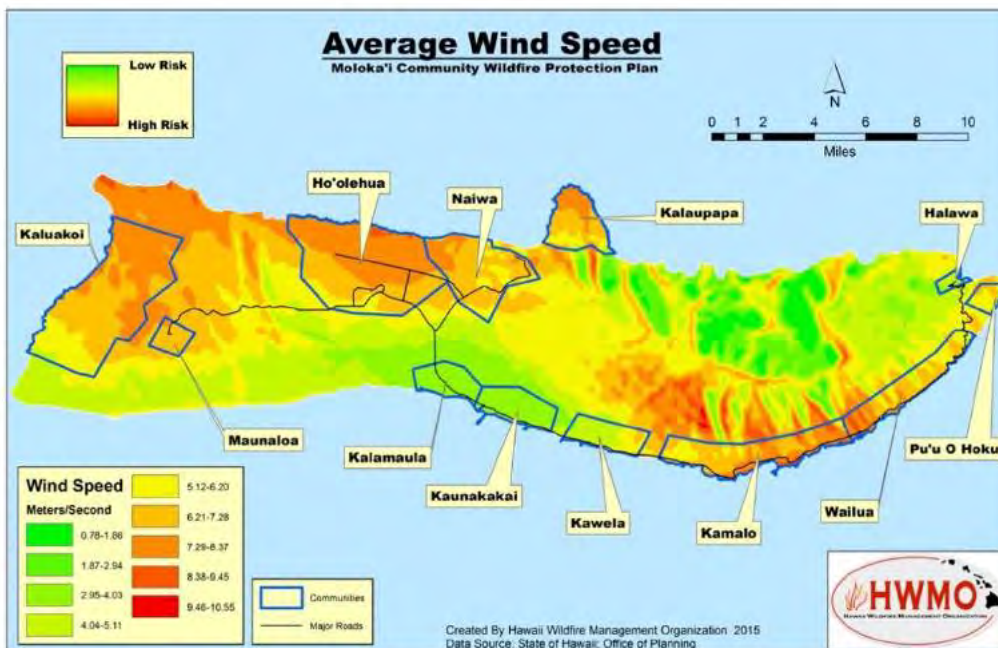 Average Wind Speed
Moloka'i Community Wildfire Protection Plan
Low Risk
High Risk
N
0 1 2 4 6 8 10
Miles
Ho'olehua
Naiwa
Kalaupapa
Halawa
Kaluakoi
Maunaloa
Kalamaula
Kaunakakai
Kawela
Kamalo
Wailua
Pu'u O Hoku
Wind Speed
Meters/Second
0.78-1.86
1.87-2.94
2.95-4.03
4.04-5.11
5.12-6.20
6.21-7.28
7.29-8.37
8.38-9.45
9.46-10.55
Communities
Major Roads
Created By Hawaii Wildfire Management Organization 2015
Data Source: State of Hawaii: Office of Planning
HWMO
HAWAII WILDFIRE MANAGEMENT ORGANIZATION